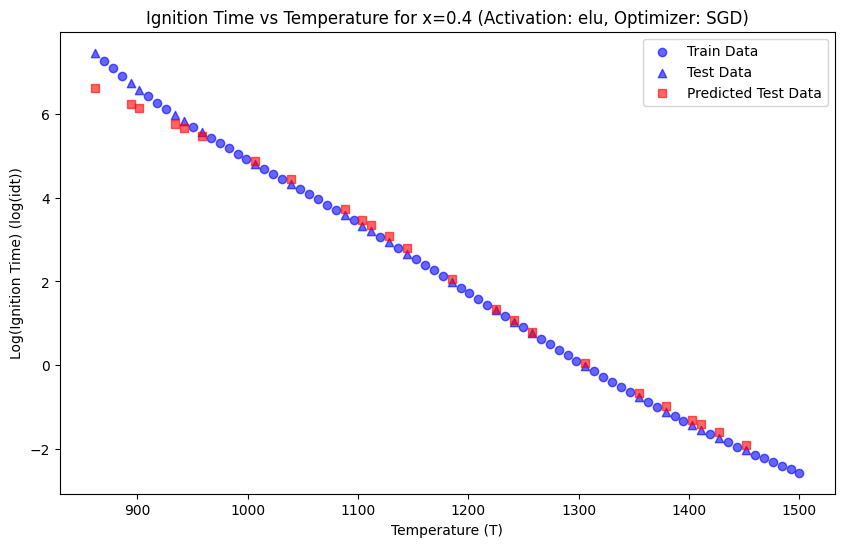 Ignition Time vs Temperature for x=0.4 (Activation: elu, Optimizer: SGD)
Train Data
Test Data
Predicted Test Data
Log(Ignition Time) (log(idt))
6
4
2
0
−2
900 1000 1100 1200 1300 1400 1500
Temperature (T)